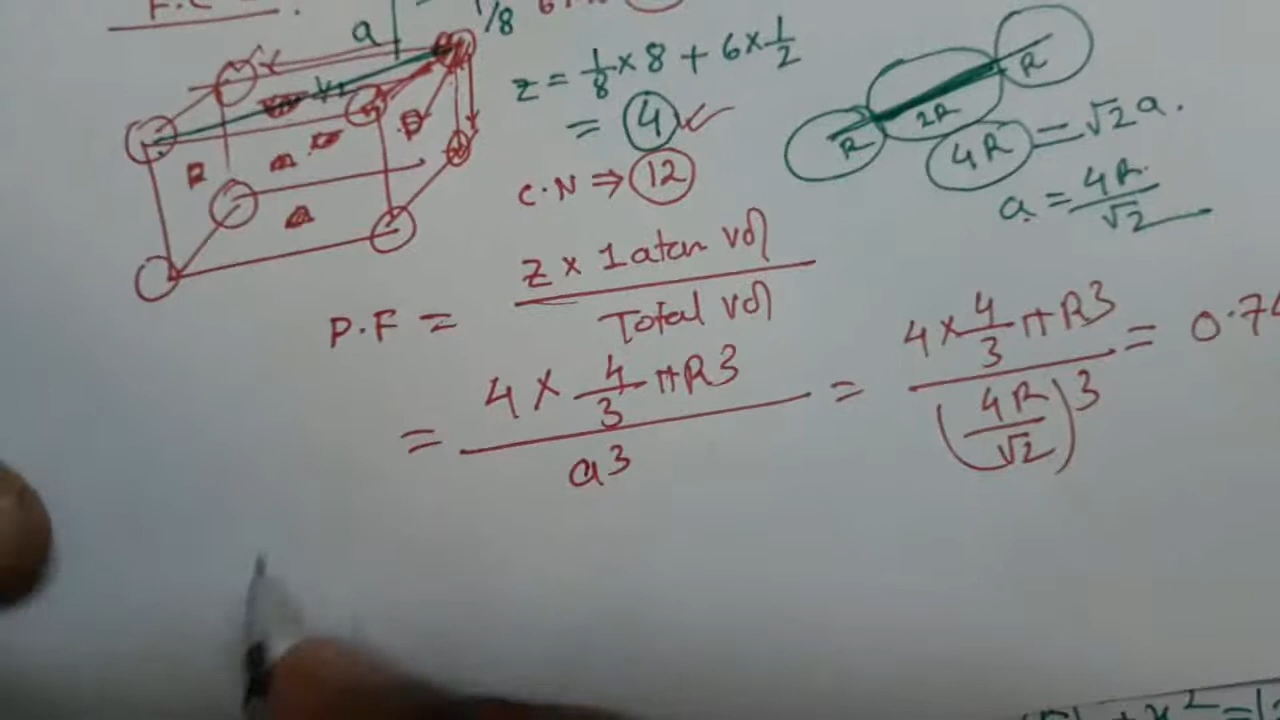 F.C
a
1/8
z = 1/8 × 8 + 6 × 1/2
= 4
C.N ⇒ 12
R 2R R
4R = √2 a.
a = 4R/√2
P.F = z × 1 atom vol / Total vol
= 4 × 4/3 πR3 / a3 = 4 × 4/3 πR3 / (4R/√2)3 = 0.74